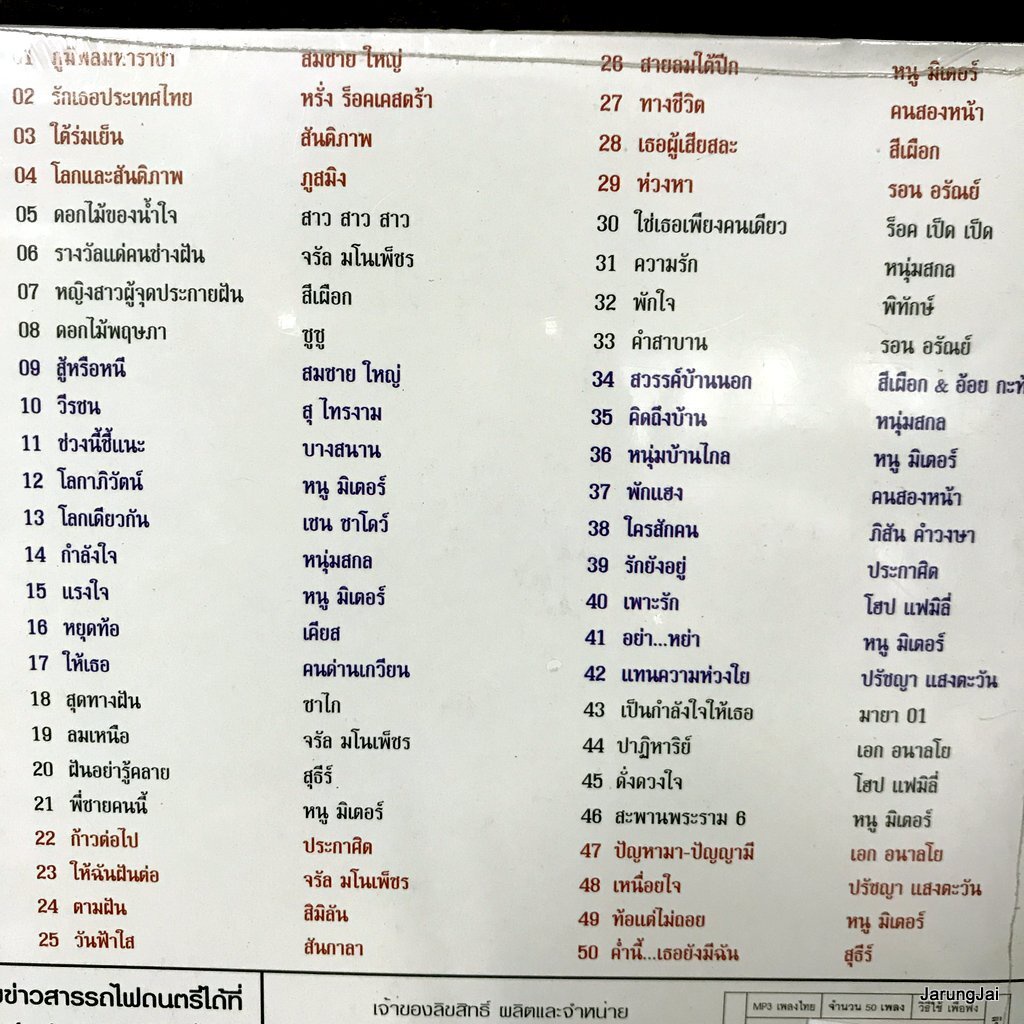 01 ภูมิพลมหาราชา สมชาย ใหญ่
02 รักเธอประเทศไทย หรั่ง ร็อคเคสตร้า
03 ใต้ร่มเย็น สันติภาพ
04 โลกและสันติภาพ ภูสมิง
05 ดอกไม้ของน้ำใจ สาว สาว สาว
06 รางวัลแด่คนช่างฝัน จรัล มโนเพ็ชร
07 หญิงสาวผู้จุดประกายฝัน สีเผือก
08 ดอกไม้พฤษภา ซูซู
09 สู้หรือหนี สมชาย ใหญ่
10 วีรชน สุ ไทรงาม
11 ช่วงนี้ชี้แนะ บางสนาน
12 โลกาภิวัตน์ หนู มิเตอร์
13 โลกเดียวกัน เชน ชาโดว์
14 กำลังใจ หนุ่มสกล
15 แรงใจ หนู มิเตอร์
16 หยุดท้อ เคียส
17 ให้เธอ คนด่านเกวียน
18 สุดทางฝัน ซาไก
19 ลมเหนือ จรัล มโนเพ็ชร
20 ฝันอย่ารู้คลาย สุธีร์
21 พี่ชายคนนี้ หนู มิเตอร์
22 ก้าวต่อไป ประกาศิต
23 ให้ฉันฝันต่อ จรัล มโนเพ็ชร
24 ตามฝัน สิมิลัน
25 วันฟ้าใส สันกาลา
26 สายลมใต้ปีก หนู มิเตอร์
27 ทางชีวิต คนสองหน้า
28 เธอผู้เสียสละ สีเผือก
29 ห่วงหา รอน อรัณย์
30 ใช่เธอเพียงคนเดียว ร็อค เป็ด เป็ด
31 ความรัก หนุ่มสกล
32 พักใจ พิทักษ์
33 คำสาบาน รอน อรัณย์
34 สวรรค์บ้านนอก สีเผือก & อ้อย กะท้
35 คิดถึงบ้าน หนุ่มสกล
36 หนุ่มบ้านไกล หนู มิเตอร์
37 พักแฮง คนสองหน้า
38 ใครสักคน ภิสัน คำวงษา
39 รักยังอยู่ ประกาศิต
40 เพาะรัก โฮป แฟมิลี่
41 อย่า...หย่า หนู มิเตอร์
42 แทนความห่วงใย ปรัชญา แสงตะวัน
43 เป็นกำลังใจให้เธอ มายา 01
44 ปาฏิหาริย์ เอก อนาลโย
45 ดั่งดวงใจ โฮป แฟมิลี่
46 สะพานพระราม 6 หนู มิเตอร์
47 ปัญหามา-ปัญญามี เอก อนาลโย
48 เหนื่อยใจ ปรัชญา แสงตะวัน
49 ท้อแต่ไม่ถอย หนู มิเตอร์
50 ค่ำนี้...เธอยังมีฉัน สุธีร์
ข่าวสารรถไฟดนตรีได้ที่
เจ้าของลิขสิทธิ์ ผลิตและจำหน่าย
MP3 เพลงไทย จำนวน 50 เพลง วิธีใช้ เพื่อฟัง
JarungJai